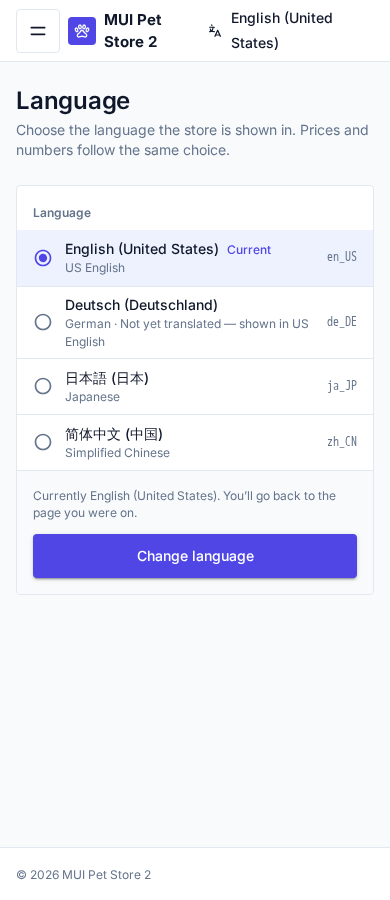 MUI Pet
Store 2
English (United
States)
Language
Choose the language the store is shown in. Prices and
numbers follow the same choice.
Language
English (United States) Current
US English
en_US
Deutsch (Deutschland)
German · Not yet translated — shown in US
English
de_DE
日本語 (日本)
Japanese
ja_JP
简体中文 (中国)
Simplified Chinese
zh_CN
Currently English (United States). You’ll go back to the
page you were on.
Change language
© 2026 MUI Pet Store 2